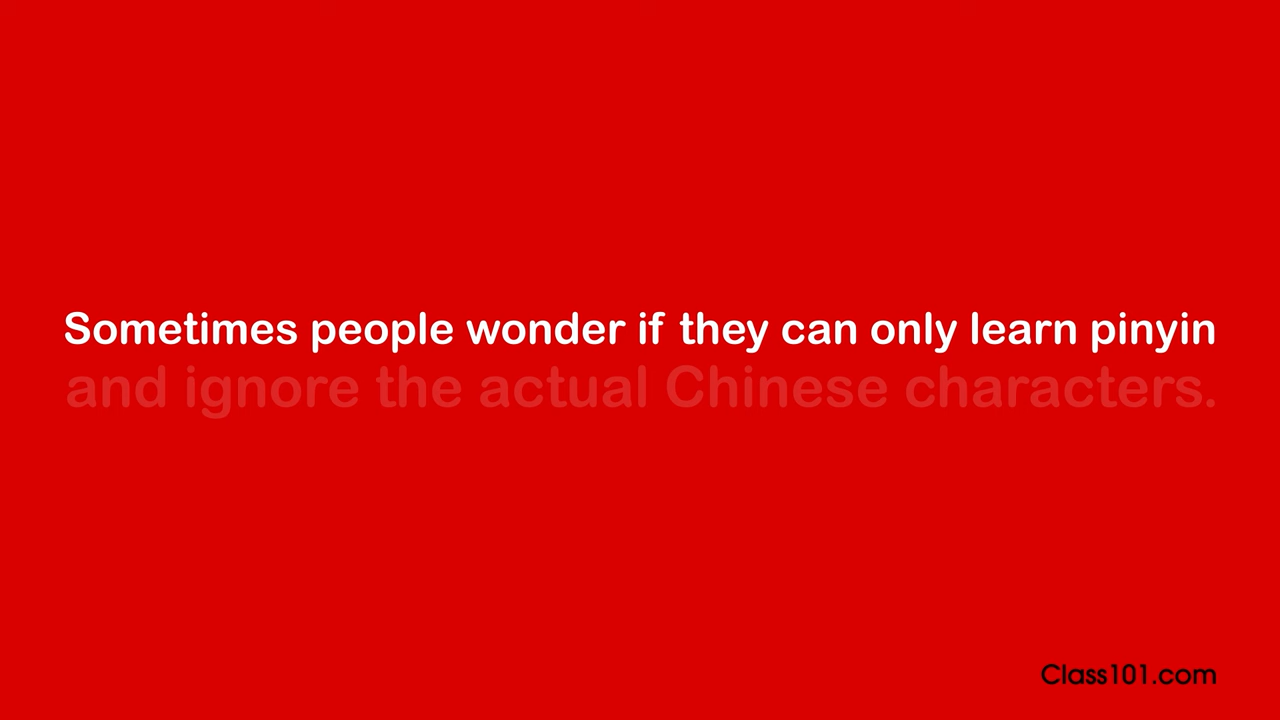 Sometimes people wonder if they can only learn pinyin
and ignore the actual Chinese characters.
Class101.com